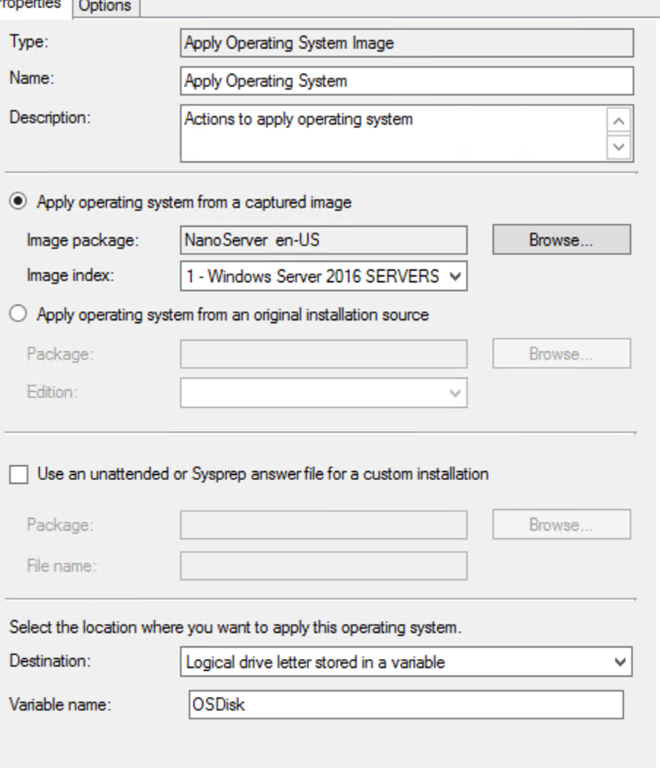 Properties Options
Type: Apply Operating System Image
Name: Apply Operating System
Description: Actions to apply operating system
Apply operating system from a captured image
Image package: NanoServer en-US Browse...
Image index: 1 - Windows Server 2016 SERVERS
Apply operating system from an original installation source
Package: Browse...
Edition:
Use an unattended or Sysprep answer file for a custom installation
Package: Browse...
File name:
Select the location where you want to apply this operating system.
Destination: Logical drive letter stored in a variable
Variable name: OSDisk